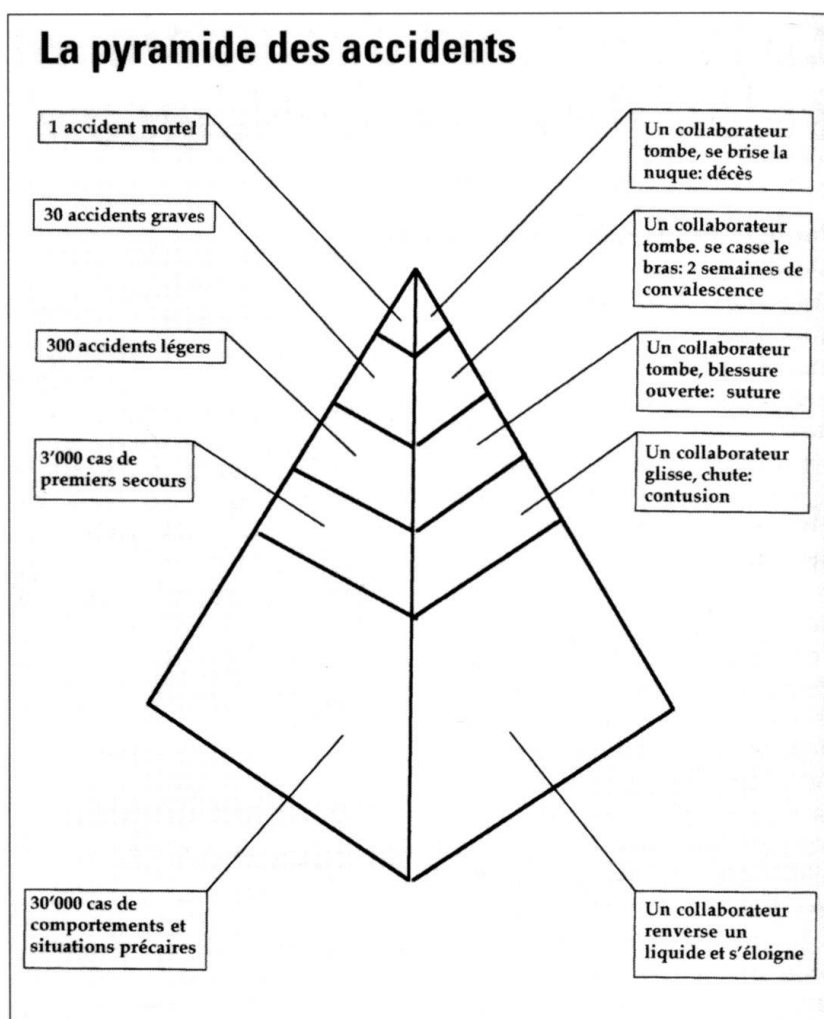 La pyramide des accidents
1 accident mortel
Un collaborateur
tombe, se brise la
nuque: décès
30 accidents graves
Un collaborateur
tombe. se casse le
bras: 2 semaines de
convalescence
300 accidents légers
Un collaborateur
tombe, blessure
ouverte: suture
3'000 cas de
premiers secours
Un collaborateur
glisse, chute:
contusion
30'000 cas de
comportements et
situations précaires
Un collaborateur
renverse un
liquide et s'éloigne